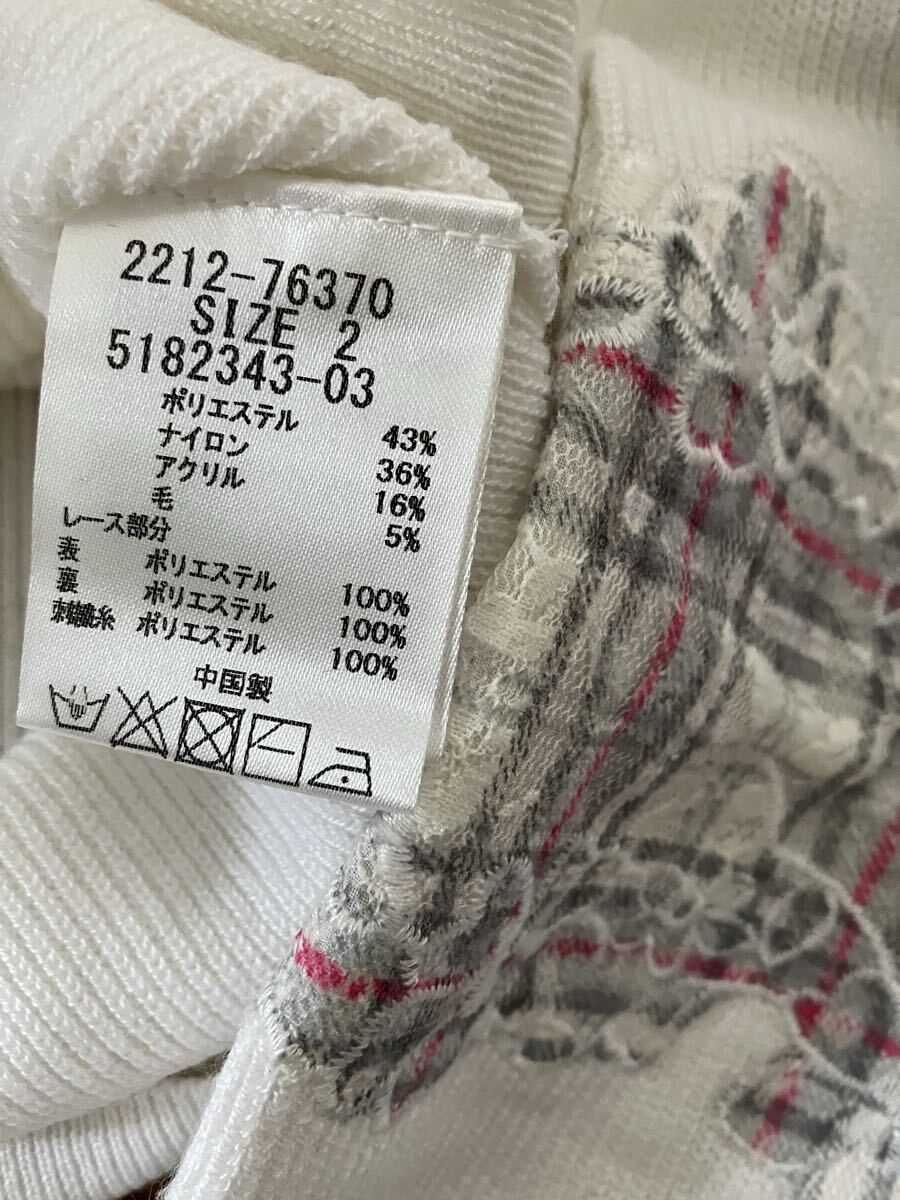 2212-76370
SIZE 2
5182343-03
ポリエステル 43%
ナイロン 36%
アクリル 16%
毛 5%
レース部分
表 ポリエステル 100%
裏 ポリエステル 100%
刺繍糸 ポリエステル 100%
中国製